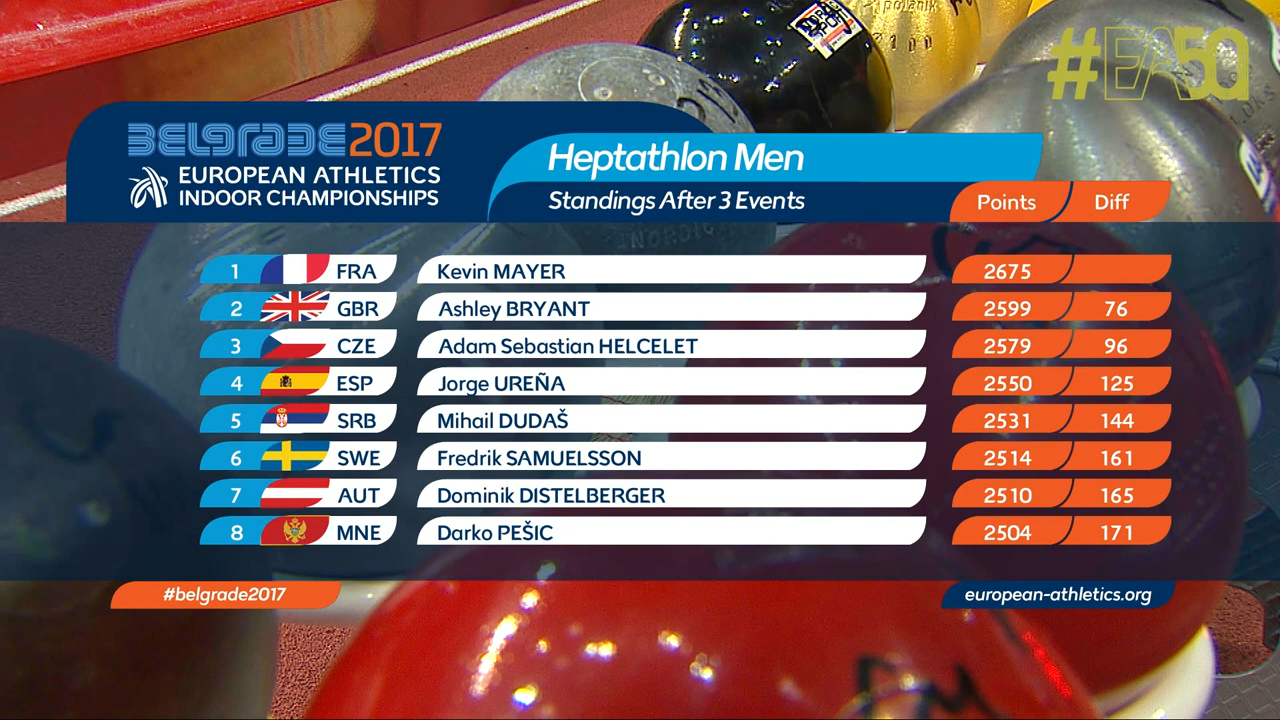 polanik
#EA50
BELGRADE 2017
EUROPEAN ATHLETICS
INDOOR CHAMPIONSHIPS
Heptathlon Men
Standings After 3 Events
Points Diff
1 FRA Kevin MAYER 2675
2 GBR Ashley BRYANT 2599 76
3 CZE Adam Sebastian HELCELET 2579 96
4 ESP Jorge UREÑA 2550 125
5 SRB Mihail DUDAŠ 2531 144
6 SWE Fredrik SAMUELSSON 2514 161
7 AUT Dominik DISTELBERGER 2510 165
8 MNE Darko PEŠIC 2504 171
#belgrade2017
european-athletics.org